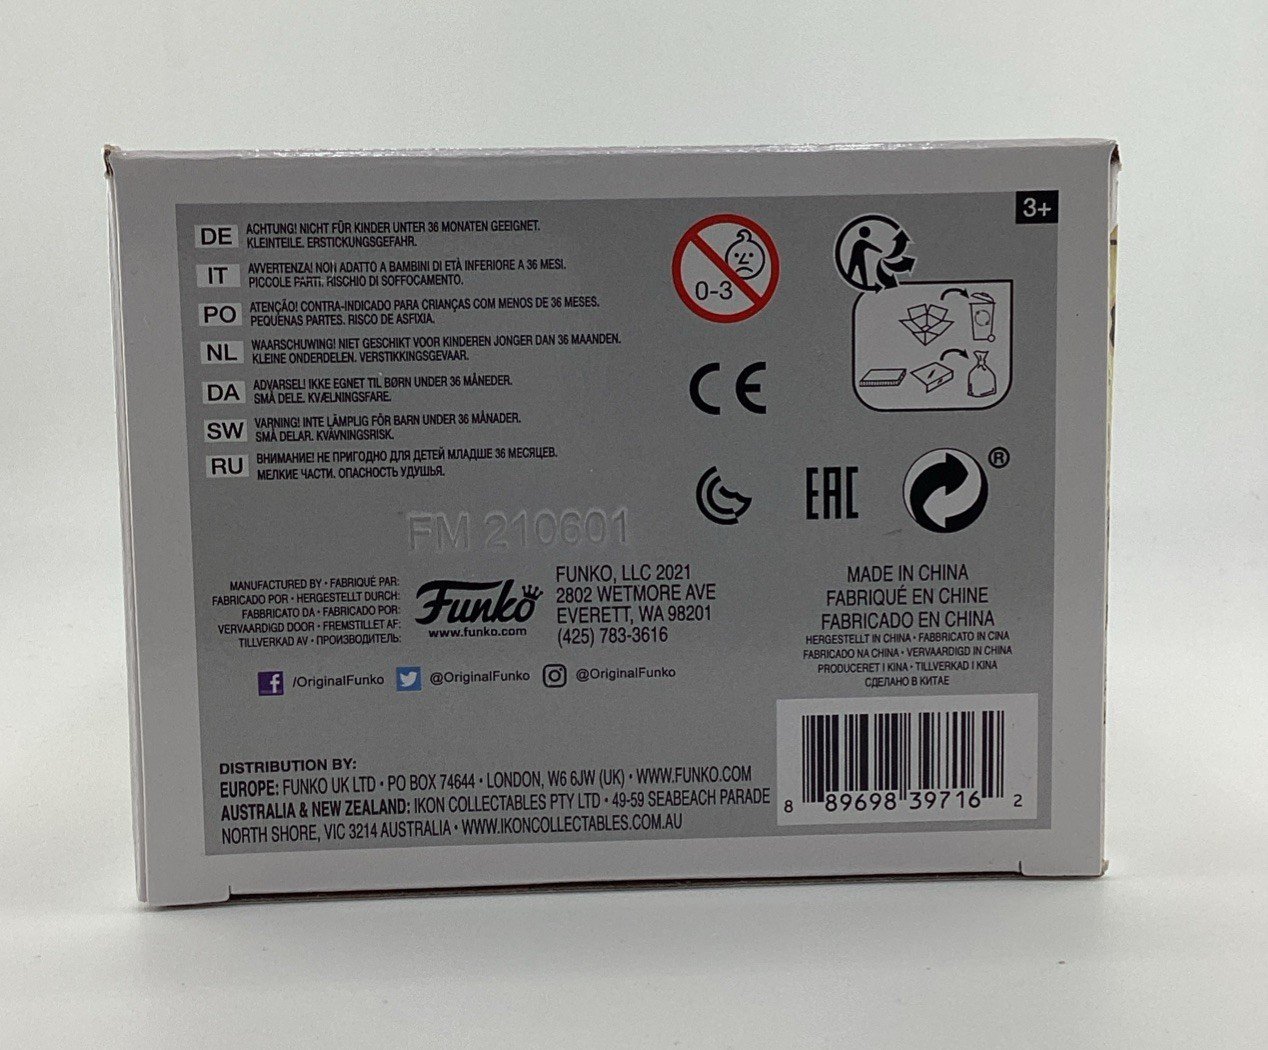 3+
DE
ACHTUNG! NICHT FÜR KINDER UNTER 36 MONATEN GEEIGNET.
KLEINTEILE. ERSTICKUNGSGEFAHR.
IT
AVVERTENZA! NON ADATTO A BAMBINI DI ETÀ INFERIORE A 36 MESI.
PICCOLE PARTI. RISCHIO DI SOFFOCAMENTO.
PO
ATENÇÃO! CONTRA-INDICADO PARA CRIANÇAS COM MENOS DE 36 MESES.
PEQUENAS PARTES. RISCO DE ASFIXIA.
NL
WAARSCHUWING! NIET GESCHIKT VOOR KINDEREN JONGER DAN 36 MAANDEN.
KLEINE ONDERDELEN. VERSTIKKINGSGEVAAR.
DA
ADVARSEL! IKKE EGNET TIL BØRN UNDER 36 MÅNEDER.
SMÅ DELE. KVÆLNINGSFARE.
SW
VARNING! INTE LÄMPLIG FÖR BARN UNDER 36 MÅNADER.
SMÅ DELAR. KVÄVNINGSRISK.
RU
ВНИМАНИЕ! НЕ ПРИГОДНО ДЛЯ ДЕТЕЙ МЛАДШЕ 36 МЕСЯЦЕВ.
МЕЛКИЕ ЧАСТИ. ОПАСНОСТЬ УДУШЬЯ.
0-3
CE
EAC
®
FM 210601
MANUFACTURED BY • FABRIQUÉ PAR:
FABRICADO POR • HERGESTELLT DURCH:
FABBRICATO DA • FABRICADO POR:
VERVAARDIGD DOOR • FREMSTILLET AF:
TILLVERKAD AV • ПРОИЗВОДИТЕЛЬ:
Funko
www.funko.com
FUNKO, LLC 2021
2802 WETMORE AVE
EVERETT, WA 98201
(425) 783-3616
MADE IN CHINA
FABRIQUÉ EN CHINE
FABRICADO EN CHINA
HERGESTELLT IN CHINA • FABBRICATO IN CINA
FABRICADO NA CHINA • VERVAARDIGD IN CHINA
PRODUCERET I KINA • TILLVERKAD I KINA
СДЕЛАНО В КИТАЕ
f /OriginalFunko @OriginalFunko @OriginalFunko
DISTRIBUTION BY:
EUROPE: FUNKO UK LTD • PO BOX 74644 • LONDON, W6 6JW (UK) • WWW.FUNKO.COM
AUSTRALIA & NEW ZEALAND: IKON COLLECTABLES PTY LTD • 49-59 SEABEACH PARADE
NORTH SHORE, VIC 3214 AUSTRALIA • WWW.IKONCOLLECTABLES.COM.AU
8 89698 39716 2